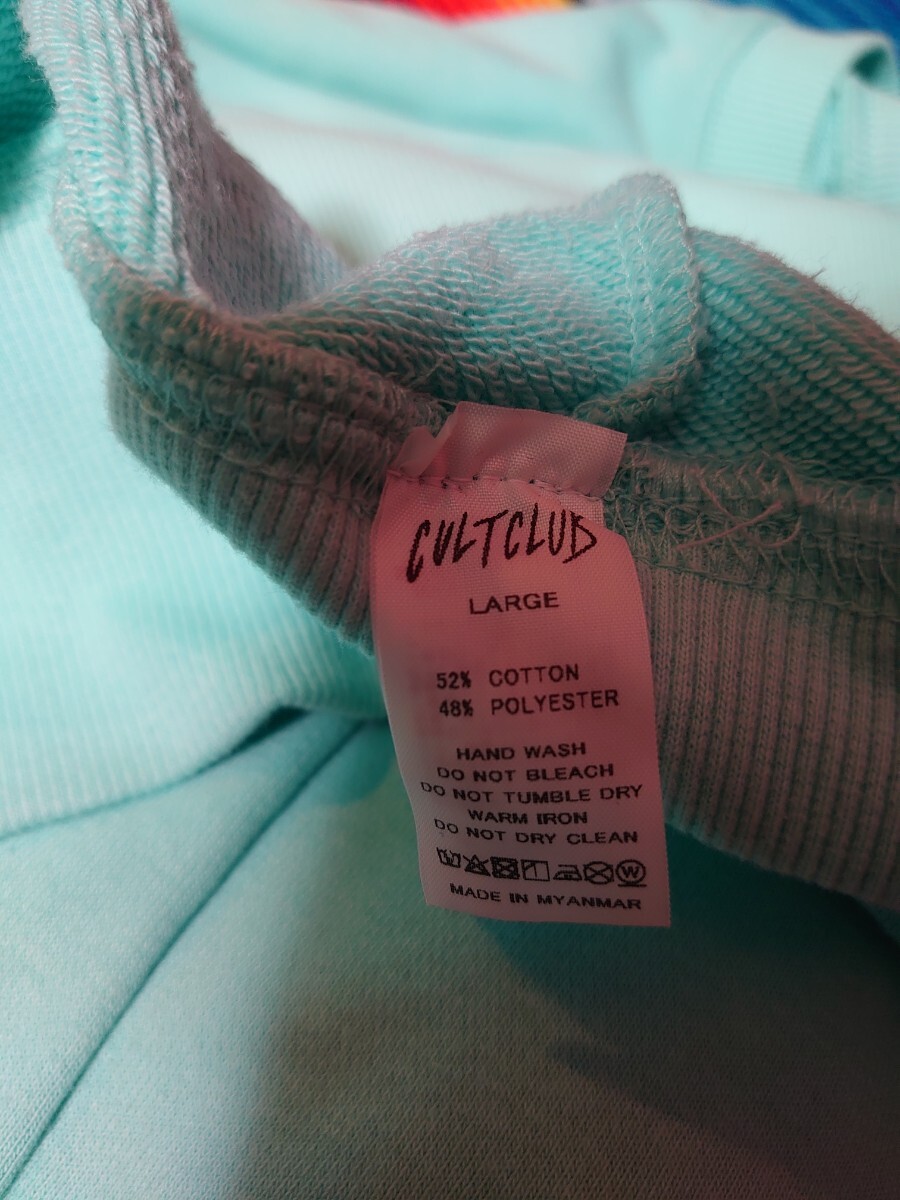 CULTCLUB
LARGE
52% COTTON
48% POLYESTER
HAND WASH
DO NOT BLEACH
DO NOT TUMBLE DRY
WARM IRON
DO NOT DRY CLEAN
W
MADE IN MYANMAR